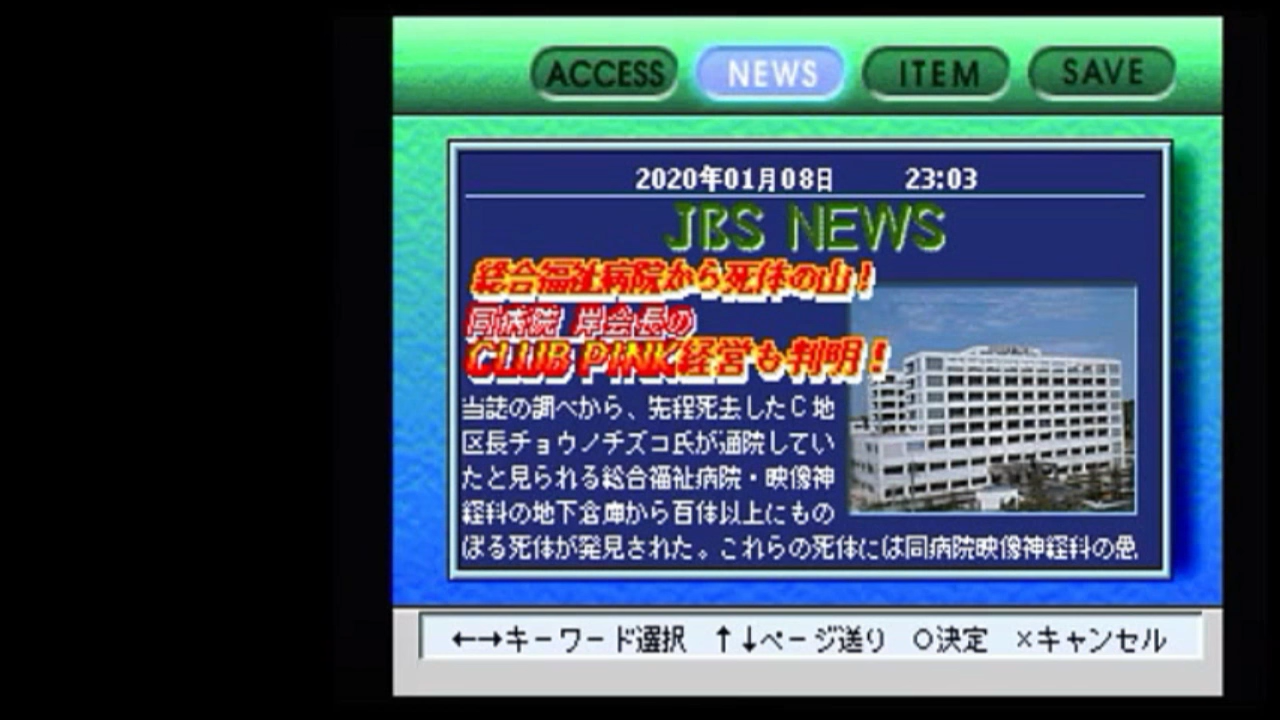 ACCESS NEWS ITEM SAVE
2020年01月08日 23:03
JBS NEWS
総合福祉病院から死体の山！
同病院 岸会長の
CLUB PINK経営も判明！
当誌の調べから、先程死去したＣ地
区長チョウノチズコ氏が通院してい
たと見られる総合福祉病院・映像神
経科の地下倉庫から百体以上にもの
ぼる死体が発見された。これらの死体には同病院映像神経科の患
←→キーワード選択 ↑↓ページ送り ○決定 ×キャンセル